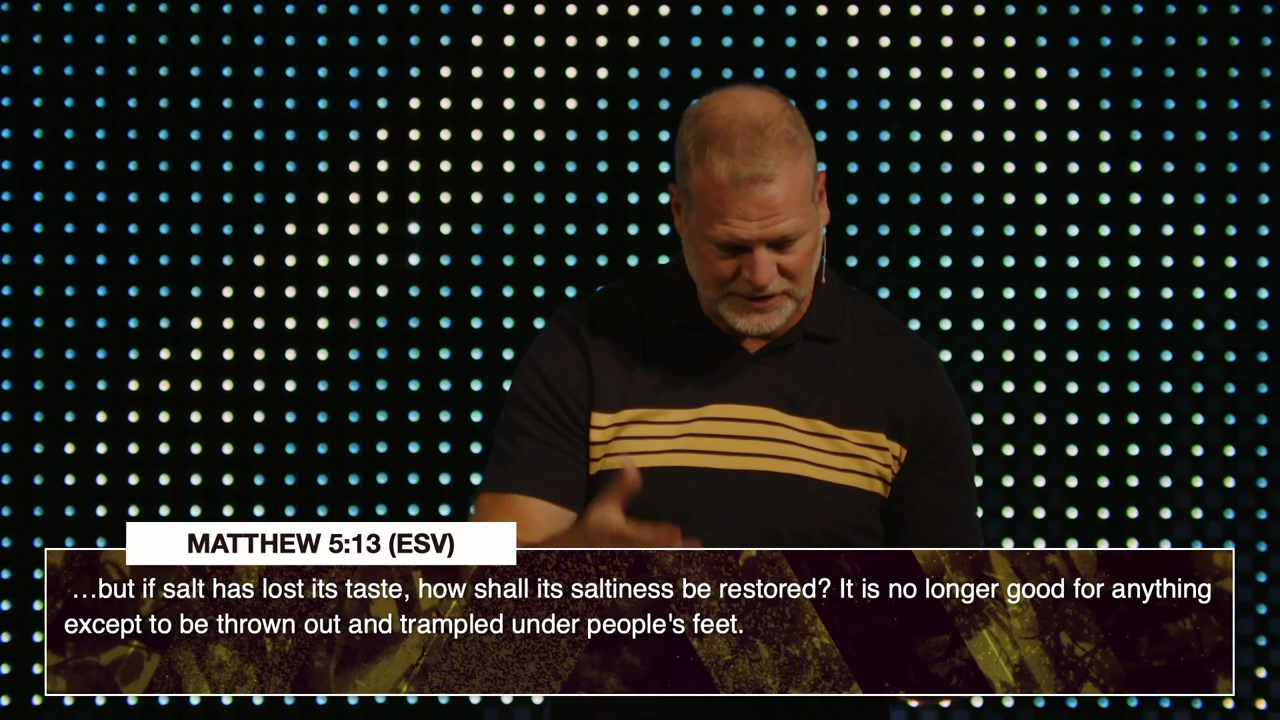 MATTHEW 5:13 (ESV)
…but if salt has lost its taste, how shall its saltiness be restored? It is no longer good for anything
except to be thrown out and trampled under people's feet.